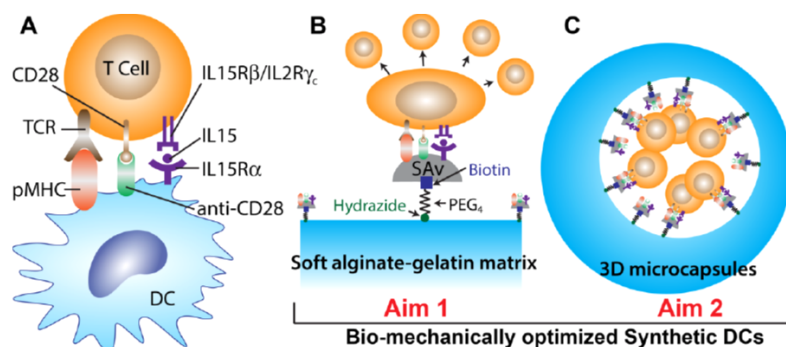 A
T Cell
CD28
TCR
pMHC
IL15Rβ/IL2Rγc
IL15
IL15Rα
anti-CD28
DC
B
SAv
Biotin
Hydrazide
PEG4
Soft alginate-gelatin matrix
Aim 1
C
3D microcapsules
Aim 2
Bio-mechanically optimized Synthetic DCs